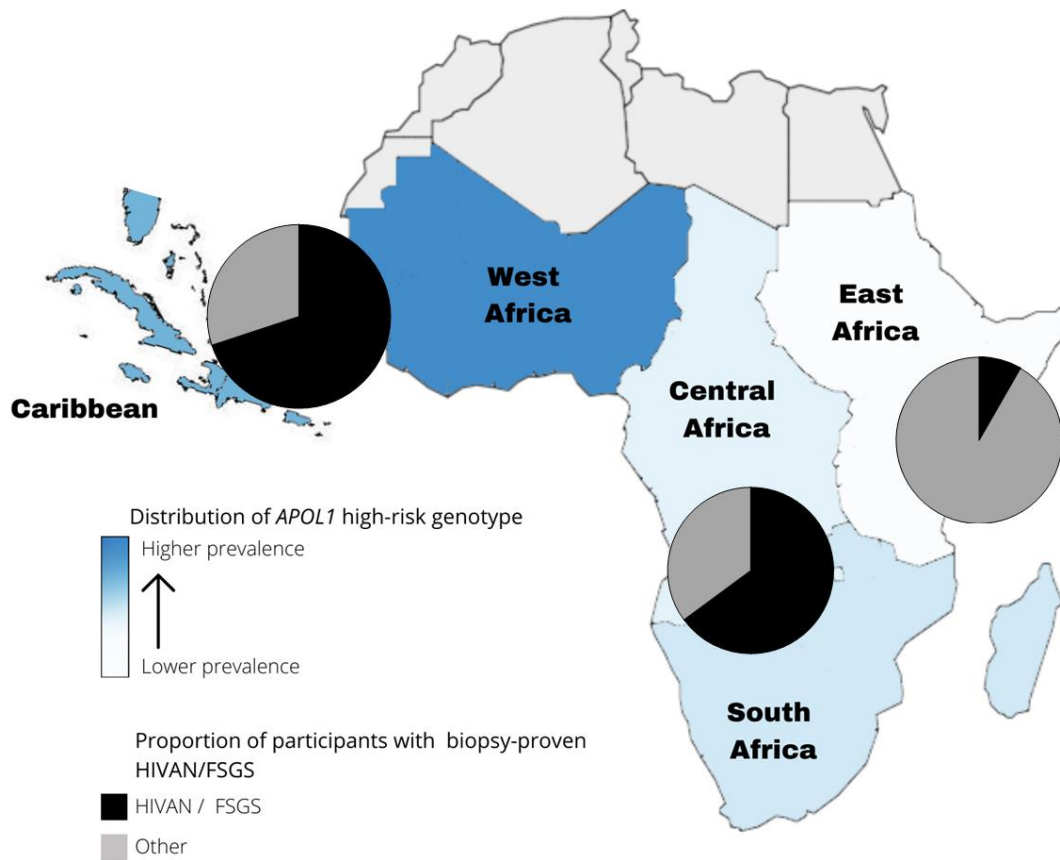 West
Africa
East
Africa
Central
Africa
Caribbean
South
Africa
Distribution of APOL1 high-risk genotype
Higher prevalence
Lower prevalence
Proportion of participants with biopsy-proven
HIVAN/FSGS
HIVAN / FSGS
Other